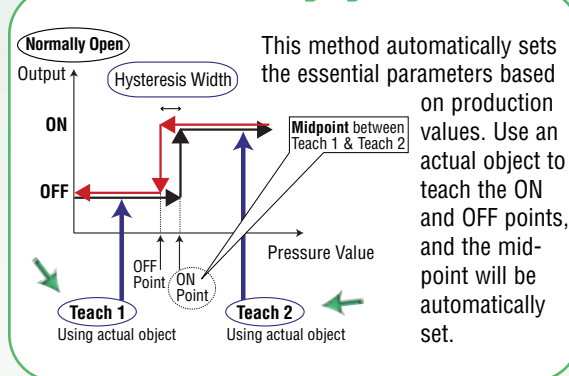 Normally Open
Output
Hysteresis Width
ON
OFF
Midpoint between
Teach 1 & Teach 2
Pressure Value
OFF
Point
ON
Point
Teach 1
Using actual object
Teach 2
Using actual object
This method automatically sets
the essential parameters based
on production
values. Use an
actual object to
teach the ON
and OFF points,
and the mid-
point will be
automatically
set.